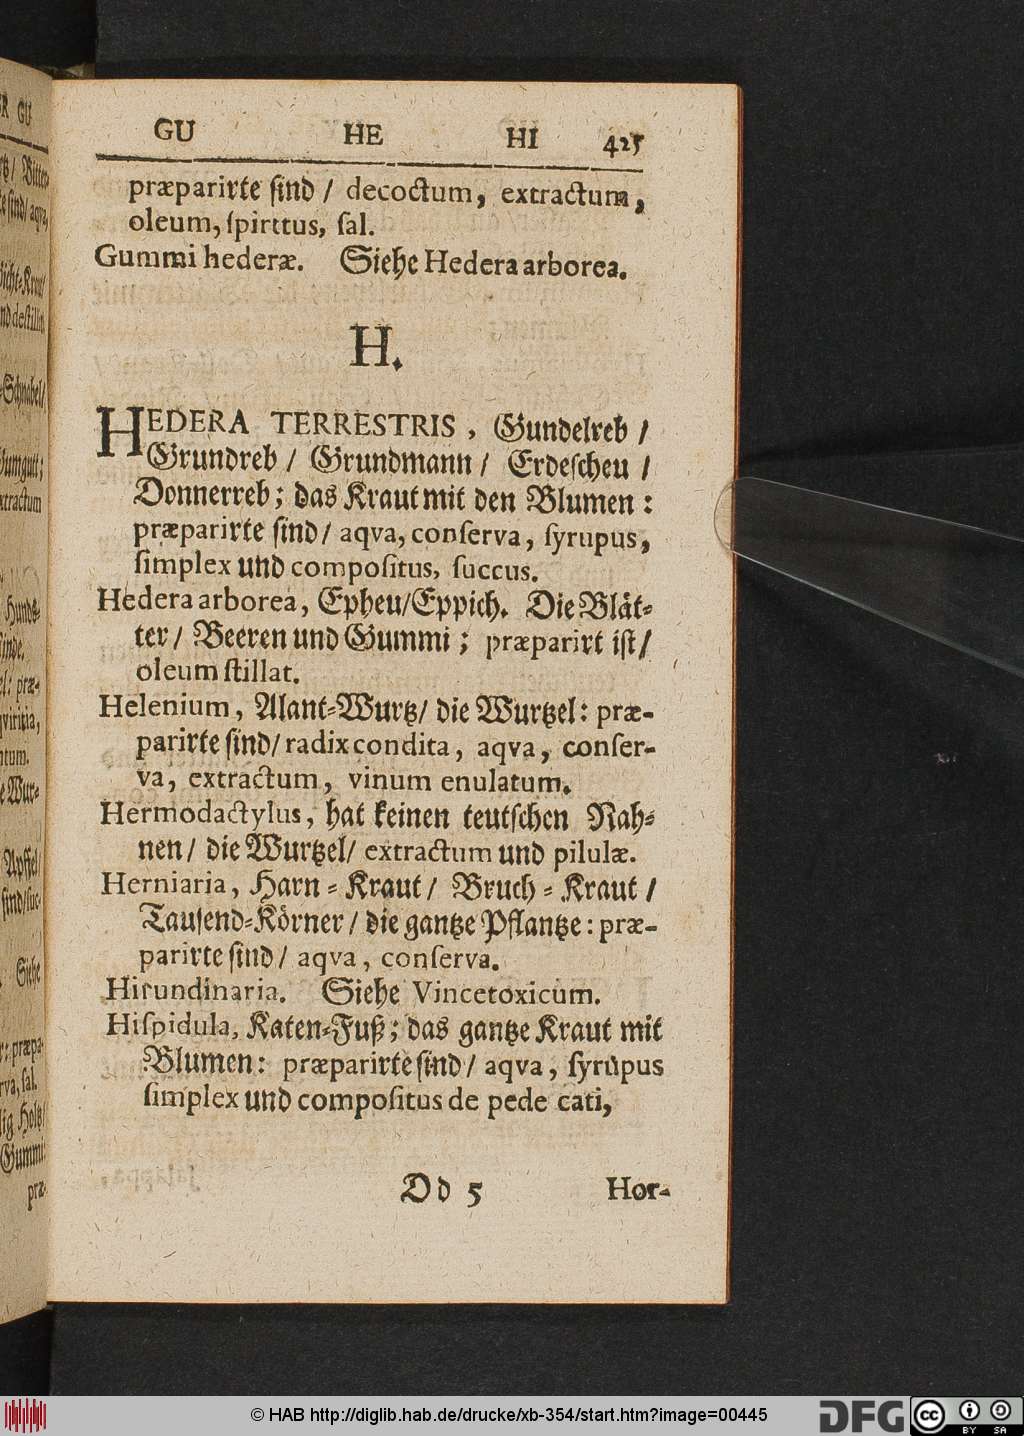 GU HE HI 425
præparirte ſind / decoctum, extractum,
oleum, ſpirttus, ſal.
Gummi hederæ. Siehe Hedera arborea.
H.
HEDERA TERRESTRIS, Gundelreb /
Grundreb / Grundmann / Erdeſcheu /
Donnerreb; das Kraut mit den Blumen:
præparirte ſind / aqva, conſerva, ſyrupus,
ſimplex und compoſitus, ſuccus.
Hedera arborea, Epheu/Eppich. Die Blät-
ter / Beeren und Gummi; præparirt iſt/
oleum ſtillat.
Helenium, Alant-Wurtz/ die Wurtzel: præ-
parirte ſind/ radix condita, aqva, conſer-
va, extractum, vinum enulatum.
Hermodactylus, hat keinen teutſchen Nah-
nen / die Wurtzel/ extractum und pilulæ.
Herniaria, Harn-Kraut / Bruch-Kraut /
Tauſend-Körner / die gantze Pflantze: præ-
parirte ſind / aqva, conſerva.
Hirundinaria. Siehe Vincetoxicum.
Hiſpidula, Katen-Fuß; das gantze Kraut mit
Blumen: præparirte ſind / aqva, ſyrupus
ſimplex und compoſitus de pede cati,
Dd 5 Hor-
© HAB http://diglib.hab.de/drucke/xb-354/start.htm?image=00445
DFG
cc
BY SA